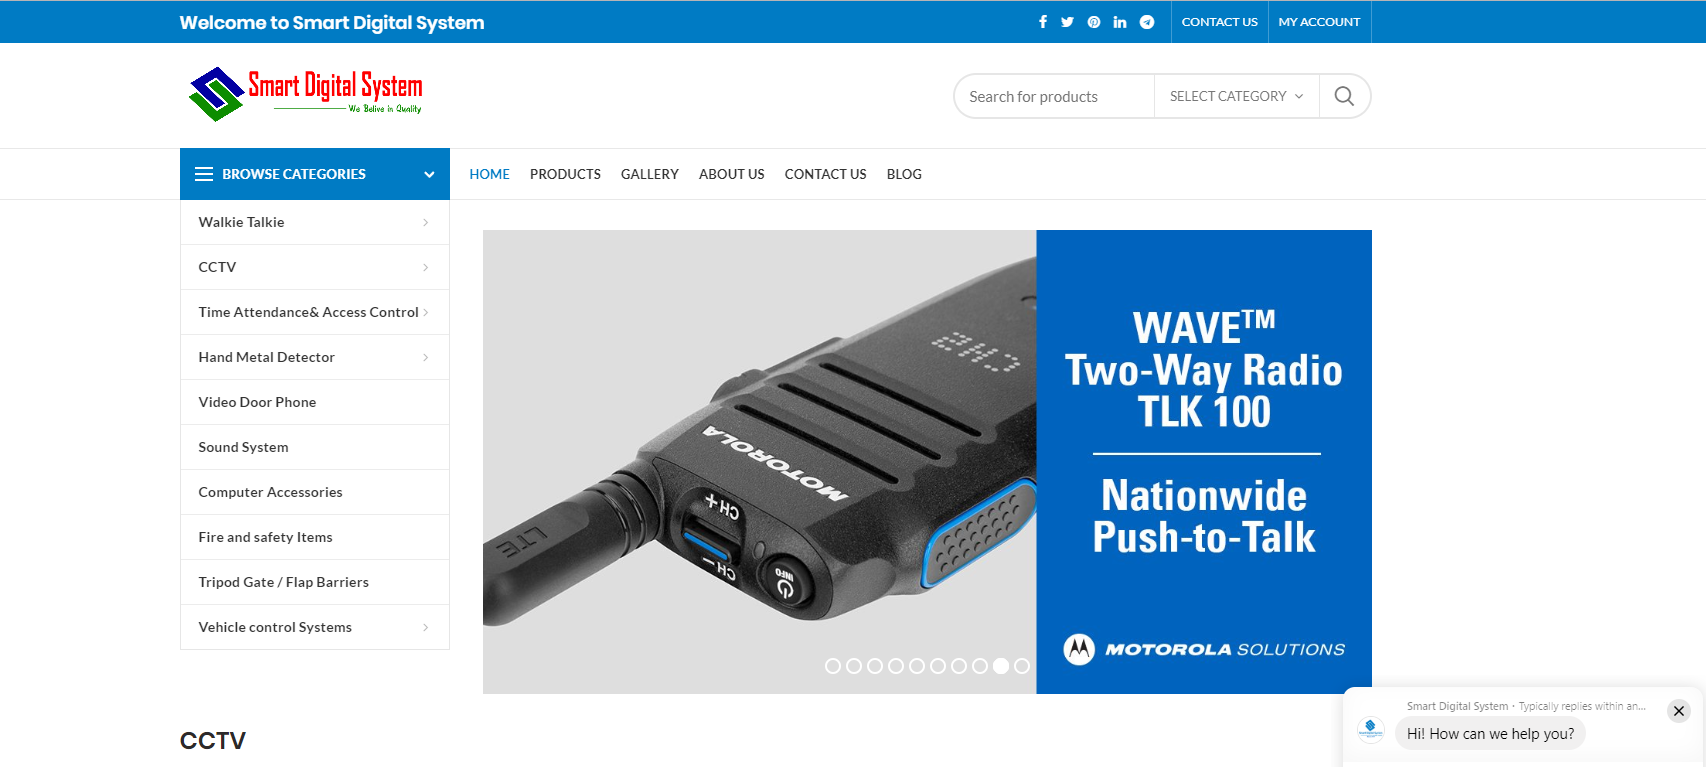 Welcome to Smart Digital System
CONTACT US
MY ACCOUNT
Smart Digital System
We Belive in Quality
Search for products
SELECT CATEGORY
BROWSE CATEGORIES
HOME
PRODUCTS
GALLERY
ABOUT US
CONTACT US
BLOG
Walkie Talkie
CCTV
Time Attendance& Access Control
Hand Metal Detector
Video Door Phone
Sound System
Computer Accessories
Fire and safety Items
Tripod Gate / Flap Barriers
Vehicle control Systems
MOTOROLA
CH+
CH−
INFO
LTE
WAVE™
Two-Way Radio
TLK 100
Nationwide
Push-to-Talk
MOTOROLA SOLUTIONS
CCTV
Smart Digital System · Typically replies within an...
Hi! How can we help you?